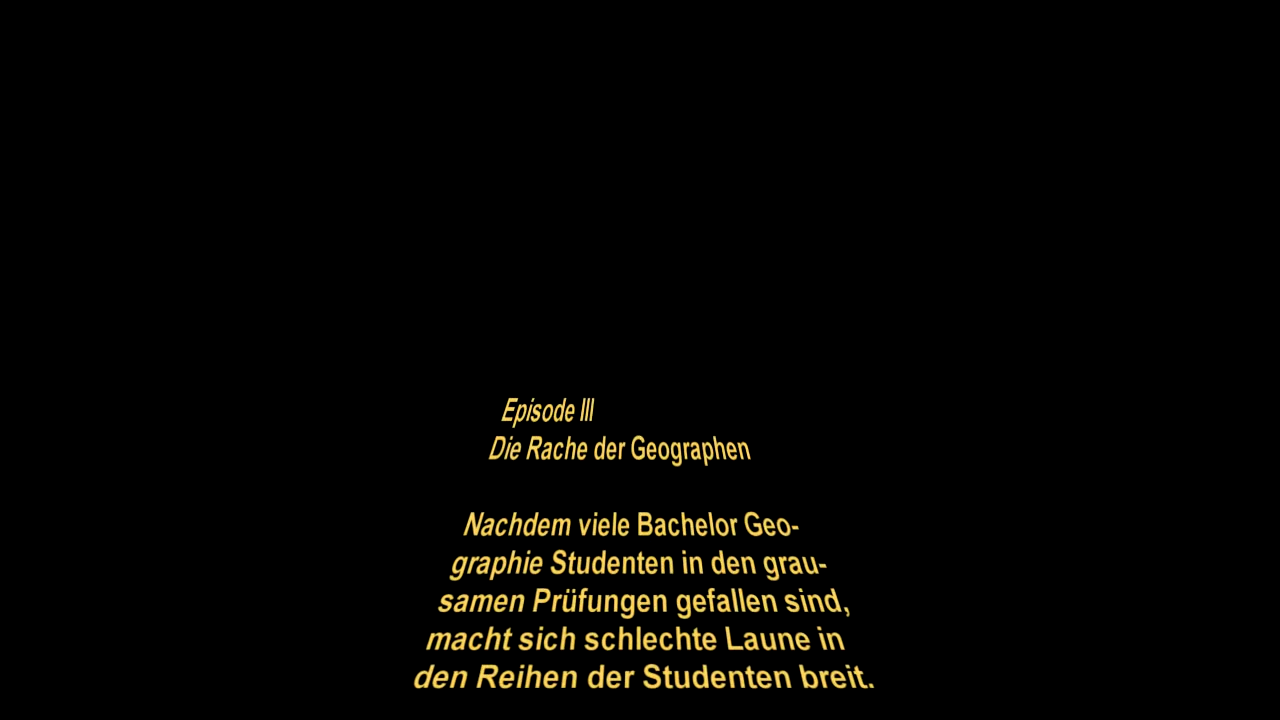 Episode III
Die Rache der Geographen
Nachdem viele Bachelor Geo-
graphie Studenten in den grau-
samen Prüfungen gefallen sind,
macht sich schlechte Laune in
den Reihen der Studenten breit.